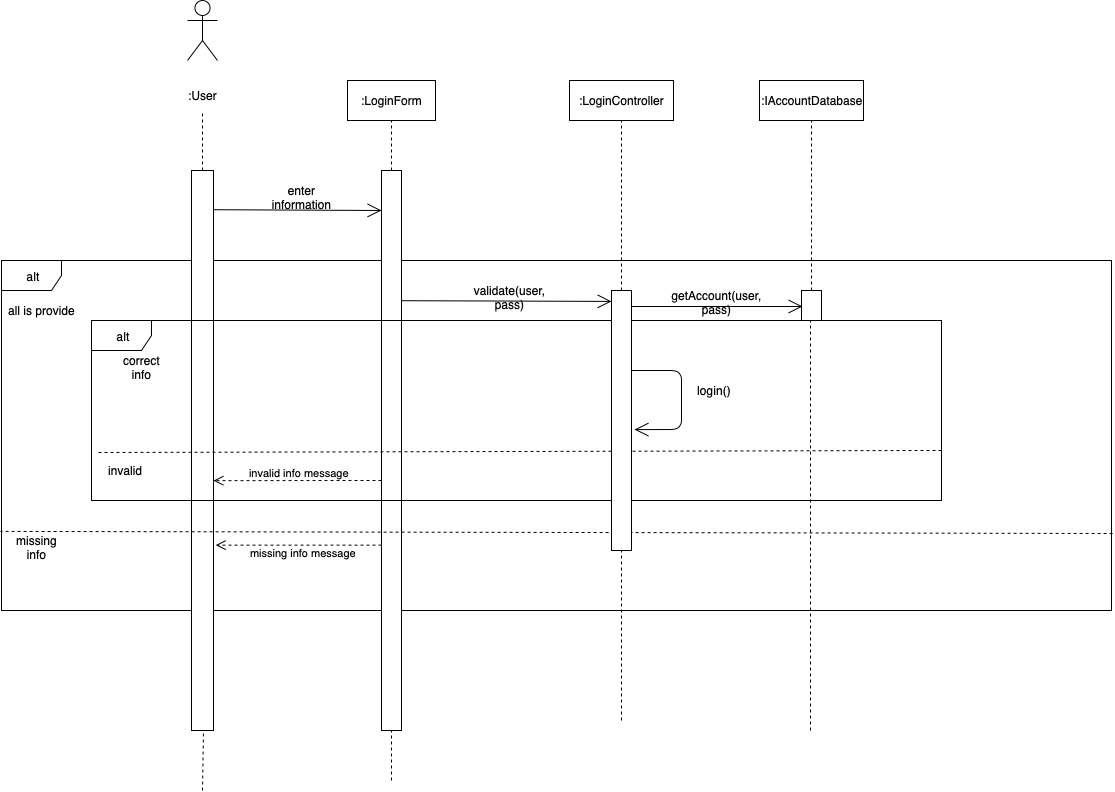 :User
:LoginForm
:LoginController
:IAccountDatabase
enter
information
alt
all is provide
validate(user,
pass)
getAccount(user,
pass)
alt
correct
info
login()
invalid
invalid info message
missing
info
missing info message